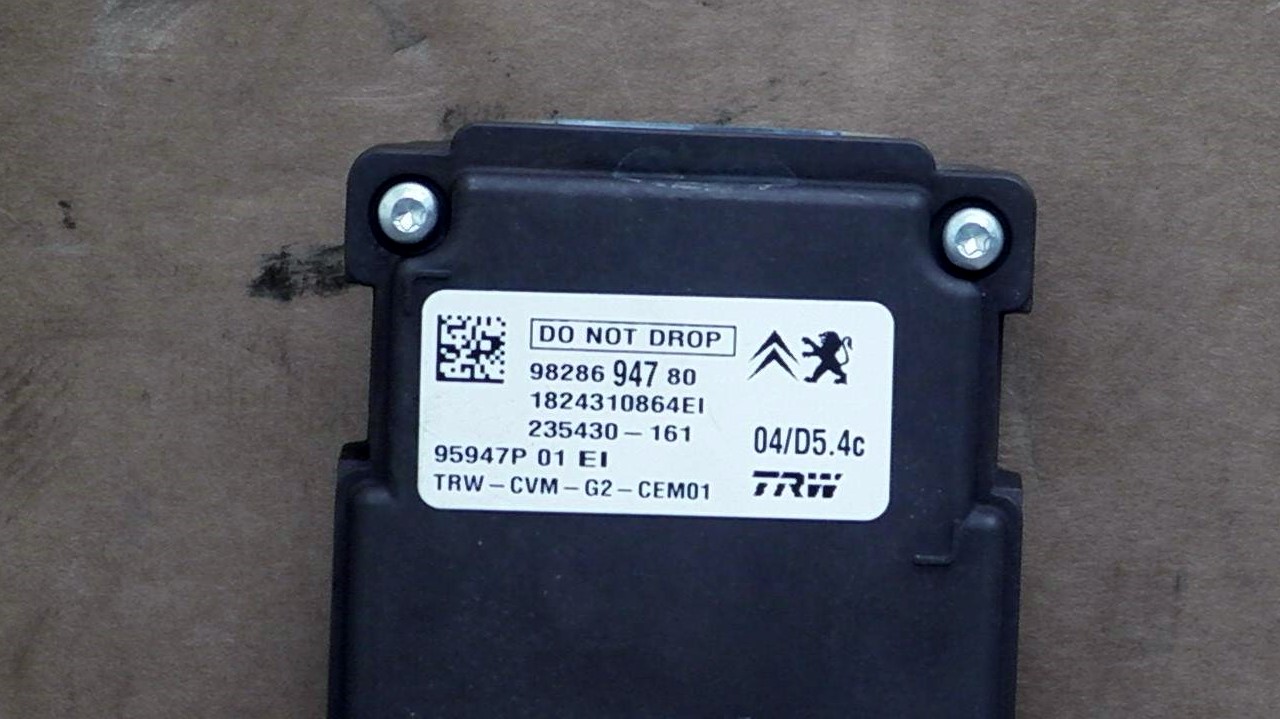 DO NOT DROP
98286 947 80
1824310864EI
235430-161
04/D5.4c
95947P 01 EI
TRW-CVM-G2-CEM01
TRW